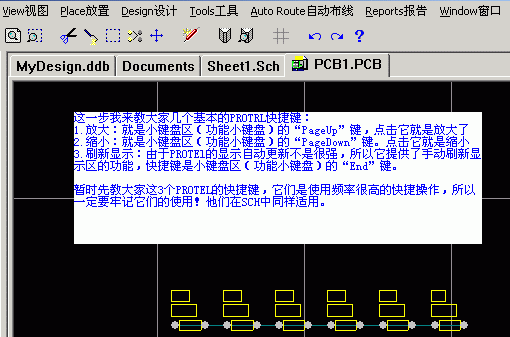 View视图 Place放置 Design设计 Tools工具 Auto Route自动布线 Reports报告 Window窗口
MyDesign.ddb Documents Sheet1.Sch PCB1.PCB
这一步我来教大家几个基本的PROTRL快捷键：
1.放大：就是小键盘区（功能小键盘）的“PageUp”键，点击它就是放大了
2.缩小：就是小键盘区（功能小键盘）的“PageDown”键。点击它就是缩小
3.刷新显示：由于PROTEl的显示自动更新不是很强，所以它提供了手动刷新显
示区的功能，快捷键是小键盘区（功能小键盘）的“End”键。
暂时先教大家这3个PROTEL的快捷键，它们是使用频率很高的快捷操作，所以
一定要牢记它们的使用！他们在SCH中同样适用。